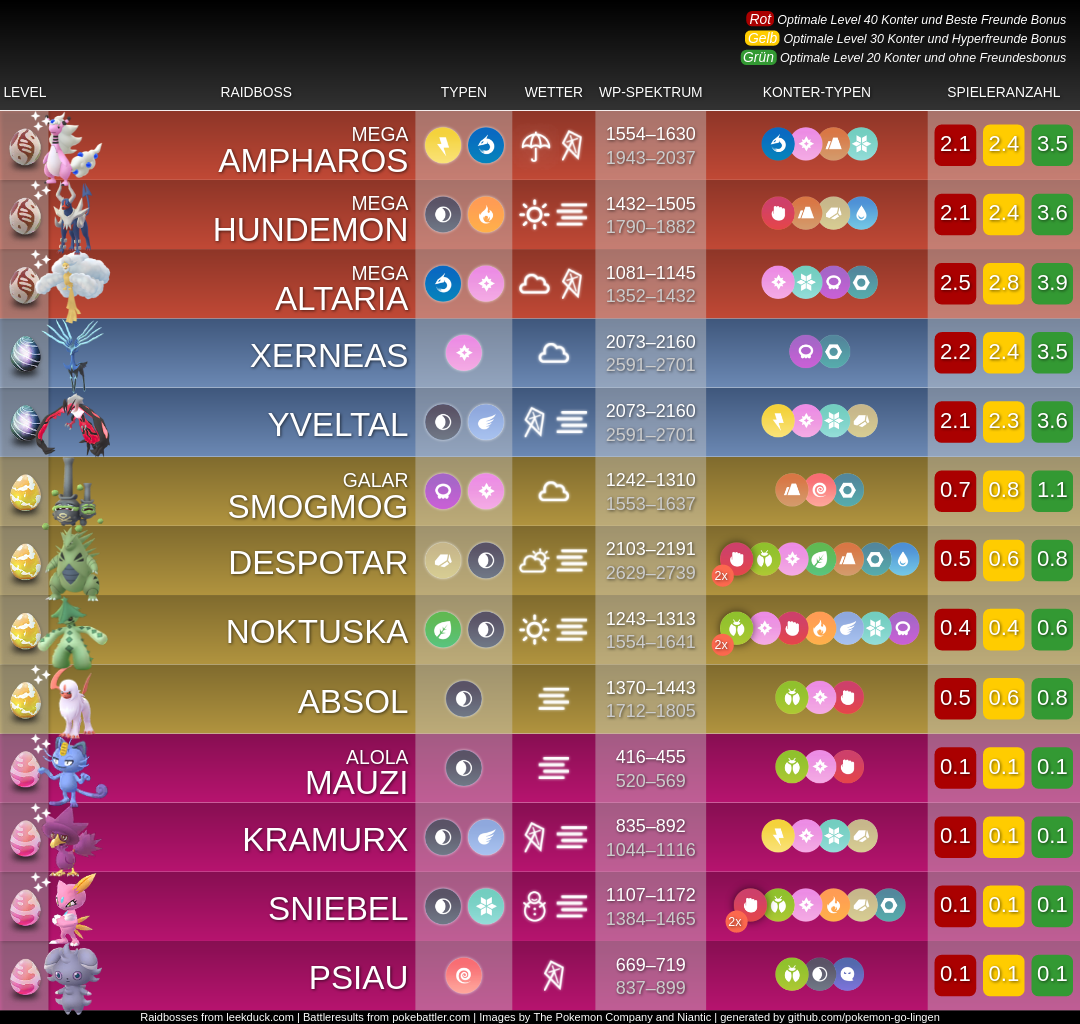 Rot Optimale Level 40 Konter und Beste Freunde Bonus
Gelb Optimale Level 30 Konter und Hyperfreunde Bonus
Grün Optimale Level 20 Konter und ohne Freundesbonus
LEVEL RAIDBOSS TYPEN WETTER WP-SPEKTRUM KONTER-TYPEN SPIELERANZAHL
MEGA
AMPHAROS
1554–1630
1943–2037
2.1 2.4 3.5
MEGA
HUNDEMON
1432–1505
1790–1882
2.1 2.4 3.6
MEGA
ALTARIA
1081–1145
1352–1432
2.5 2.8 3.9
XERNEAS
2073–2160
2591–2701
2.2 2.4 3.5
YVELTAL
2073–2160
2591–2701
2.1 2.3 3.6
GALAR
SMOGMOG
1242–1310
1553–1637
0.7 0.8 1.1
DESPOTAR
2103–2191
2629–2739
2x
0.5 0.6 0.8
NOKTUSKA
1243–1313
1554–1641
2x
0.4 0.4 0.6
ABSOL
1370–1443
1712–1805
0.5 0.6 0.8
ALOLA
MAUZI
416–455
520–569
0.1 0.1 0.1
KRAMURX
835–892
1044–1116
0.1 0.1 0.1
SNIEBEL
1107–1172
1384–1465
2x
0.1 0.1 0.1
PSIAU
669–719
837–899
0.1 0.1 0.1
Raidbosses from leekduck.com | Battleresults from pokebattler.com | Images by The Pokemon Company and Niantic | generated by github.com/pokemon-go-lingen